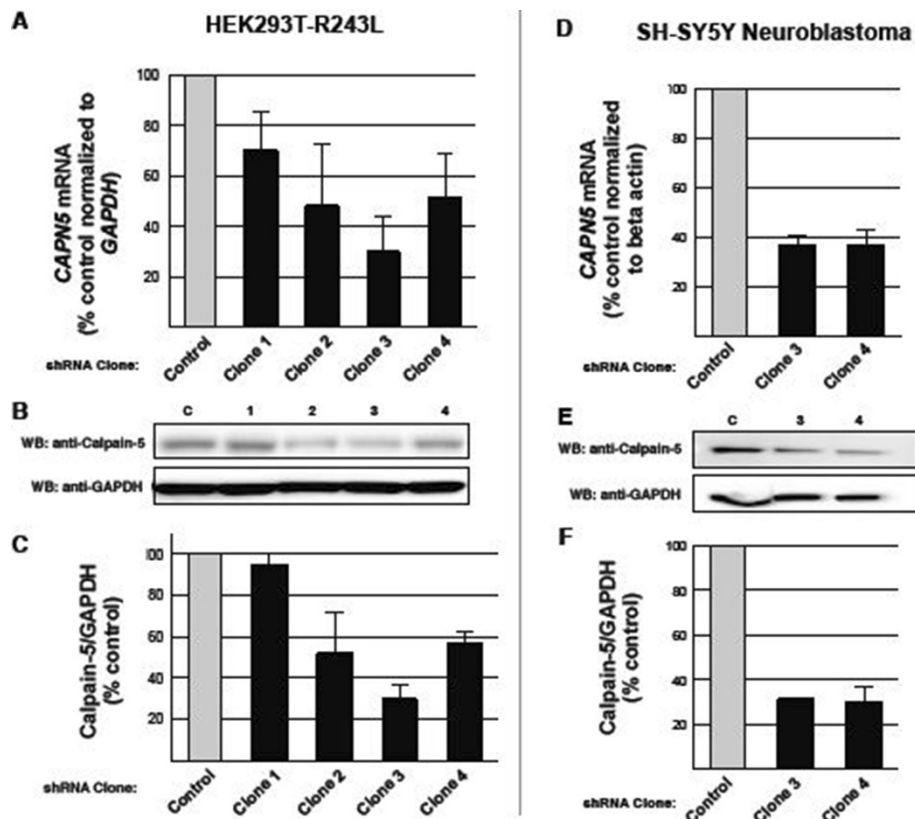 A
HEK293T-R243L
CAPN5 mRNA
(% control normalized to
GAPDH)
100
80
60
40
20
shRNA Clone:
Control
Clone 1
Clone 2
Clone 3
Clone 4
B
C
1
2
3
4
WB: anti-Calpain-5
WB: anti-GAPDH
C
Calpain-5/GAPDH
(% control)
100
80
60
40
20
shRNA Clone:
Control
Clone 1
Clone 2
Clone 3
Clone 4
D
SH-SY5Y Neuroblastoma
CAPN5 mRNA
(% control normalized
to beta actin)
100
80
60
40
20
shRNA Clone:
Control
Clone 3
Clone 4
E
C
3
4
WB: anti-Calpain-5
WB: anti-GAPDH
F
Calpain-5/GAPDH
(% control)
100
80
60
40
20
shRNA Clone:
Control
Clone 3
Clone 4